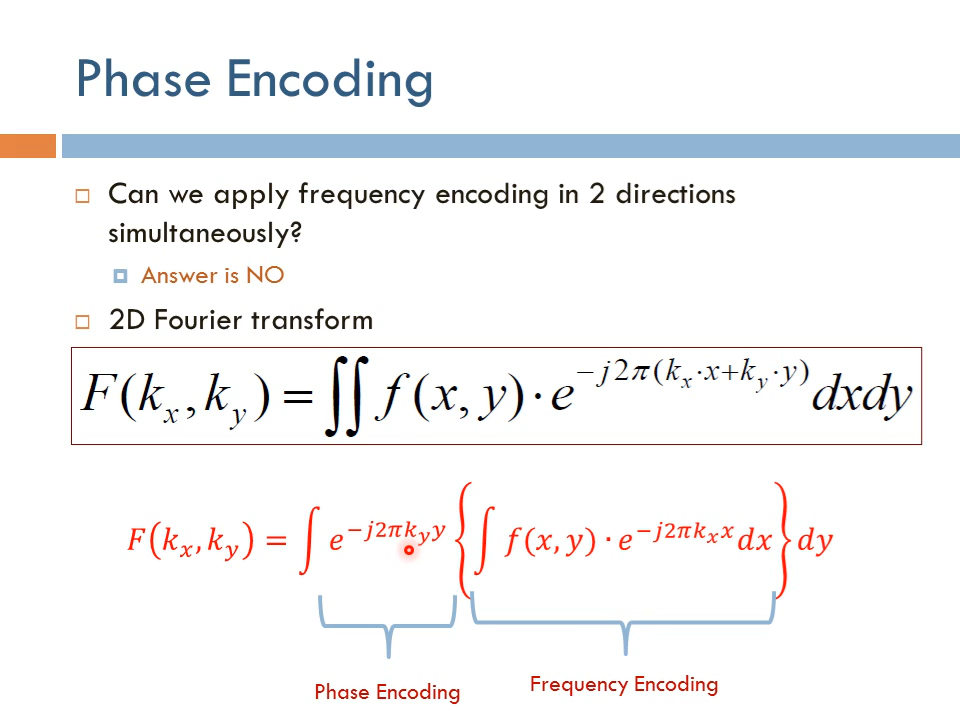 Phase Encoding
Can we apply frequency encoding in 2 directions
simultaneously?
Answer is NO
2D Fourier transform
F(k_x, k_y) = ∬ f(x, y) · e^{−j2π(k_x·x+k_y·y)} dxdy
F(k_x, k_y) = ∫ e^{−j2πk_y y} {∫ f(x, y) · e^{−j2πk_x x} dx} dy
Phase Encoding
Frequency Encoding